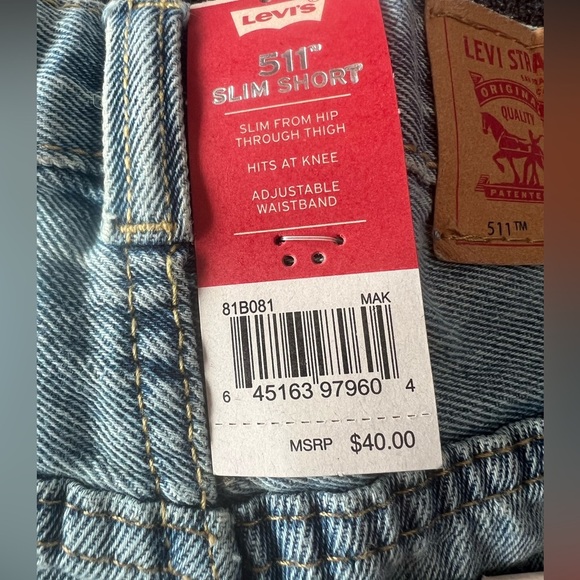 Levi's
511™
SLIM SHORT
SLIM FROM HIP
THROUGH THIGH
HITS AT KNEE
ADJUSTABLE
WAISTBAND
81B081 MAK
6 45163 97960 4
MSRP $40.00
LEVI
ORIGINAL
QUALITY
PATENTED
511™